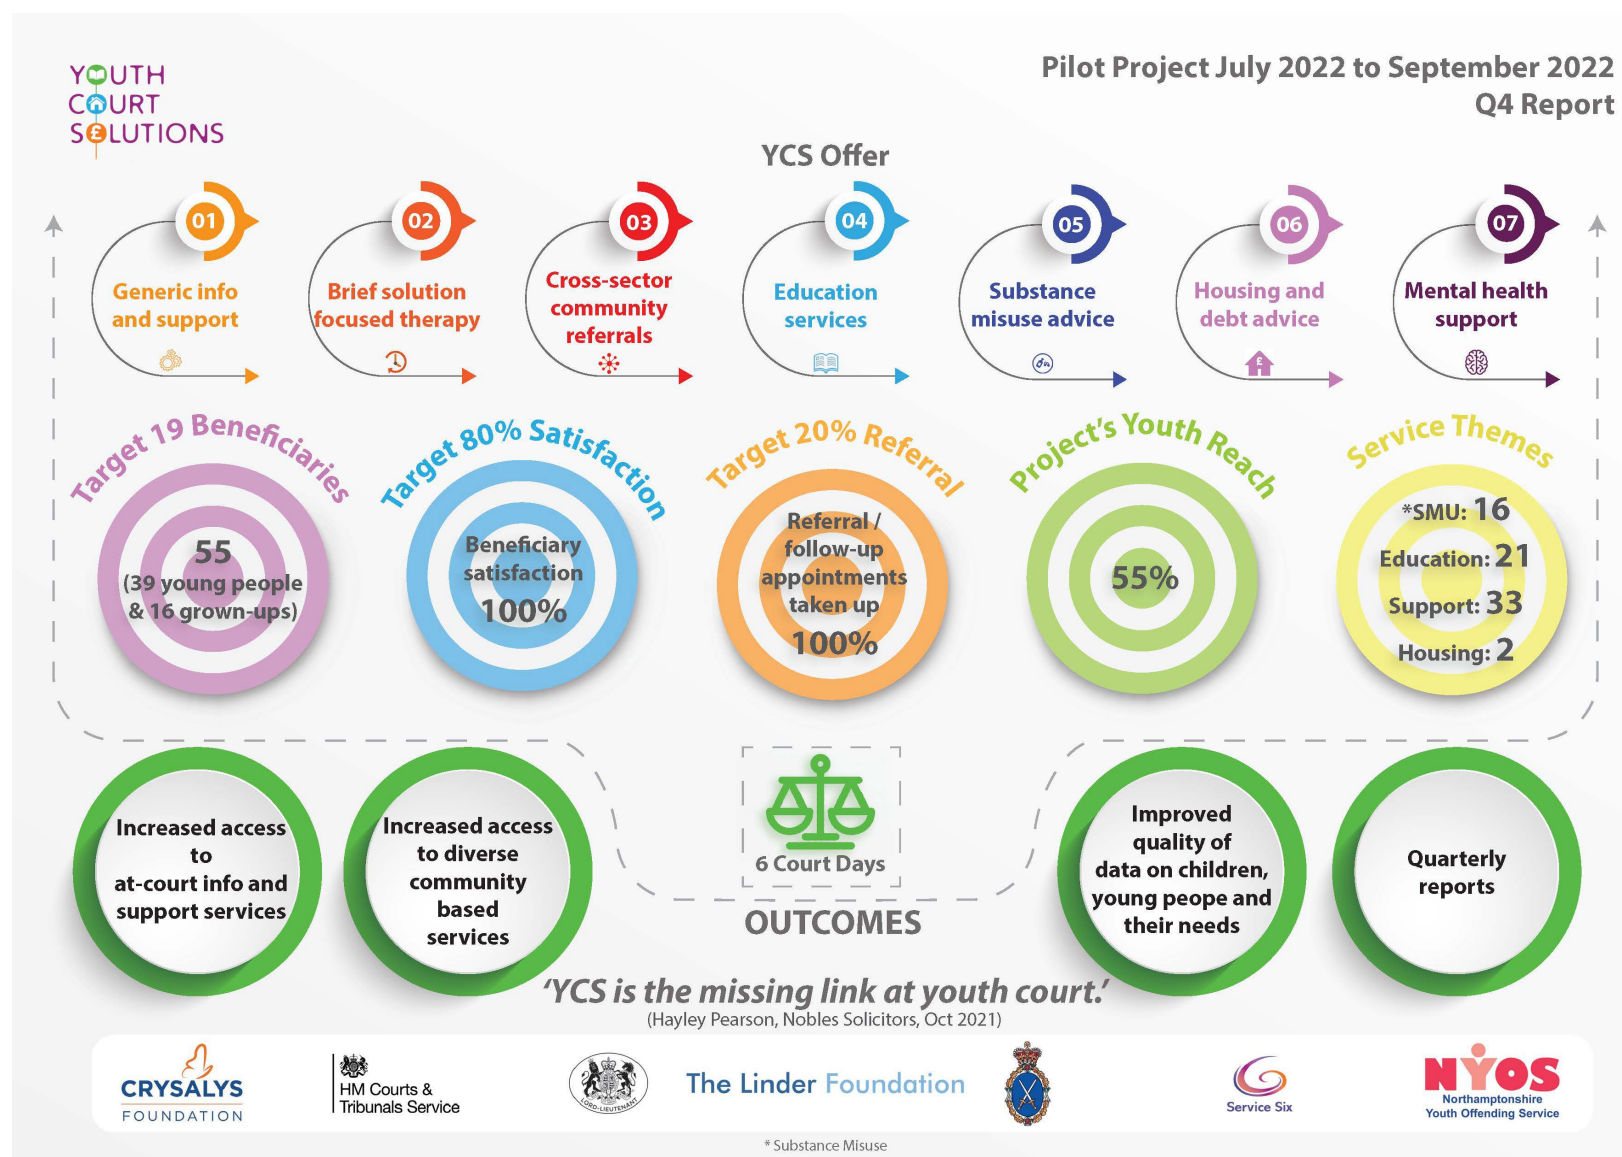 YOUTH
COURT
SOLUTIONS
Pilot Project July 2022 to September 2022
Q4 Report
YCS Offer
01
Generic info
and support
02
Brief solution
focused therapy
03
Cross-sector
community
referrals
04
Education
services
05
Substance
misuse advice
06
Housing and
debt advice
£
07
Mental health
support
Target 19 Beneficiaries
55
(39 young people
& 16 grown-ups)
Target 80% Satisfaction
Beneficiary
satisfaction
100%
Target 20% Referral
Referral /
follow-up
appointments
taken up
100%
Project's Youth Reach
55%
Service Themes
*SMU: 16
Education: 21
Support: 33
Housing: 2
Increased access
to
at-court info and
support services
Increased access
to diverse
community
based
services
6 Court Days
OUTCOMES
Improved
quality of
data on children,
young peope and
their needs
Quarterly
reports
'YCS is the missing link at youth court.'
(Hayley Pearson, Nobles Solicitors, Oct 2021)
CRYSALYS
FOUNDATION
HM Courts &
Tribunals Service
LORD-LIEUTENANT
The Linder Foundation
Service Six
NYOS
Northamptonshire
Youth Offending Service
* Substance Misuse